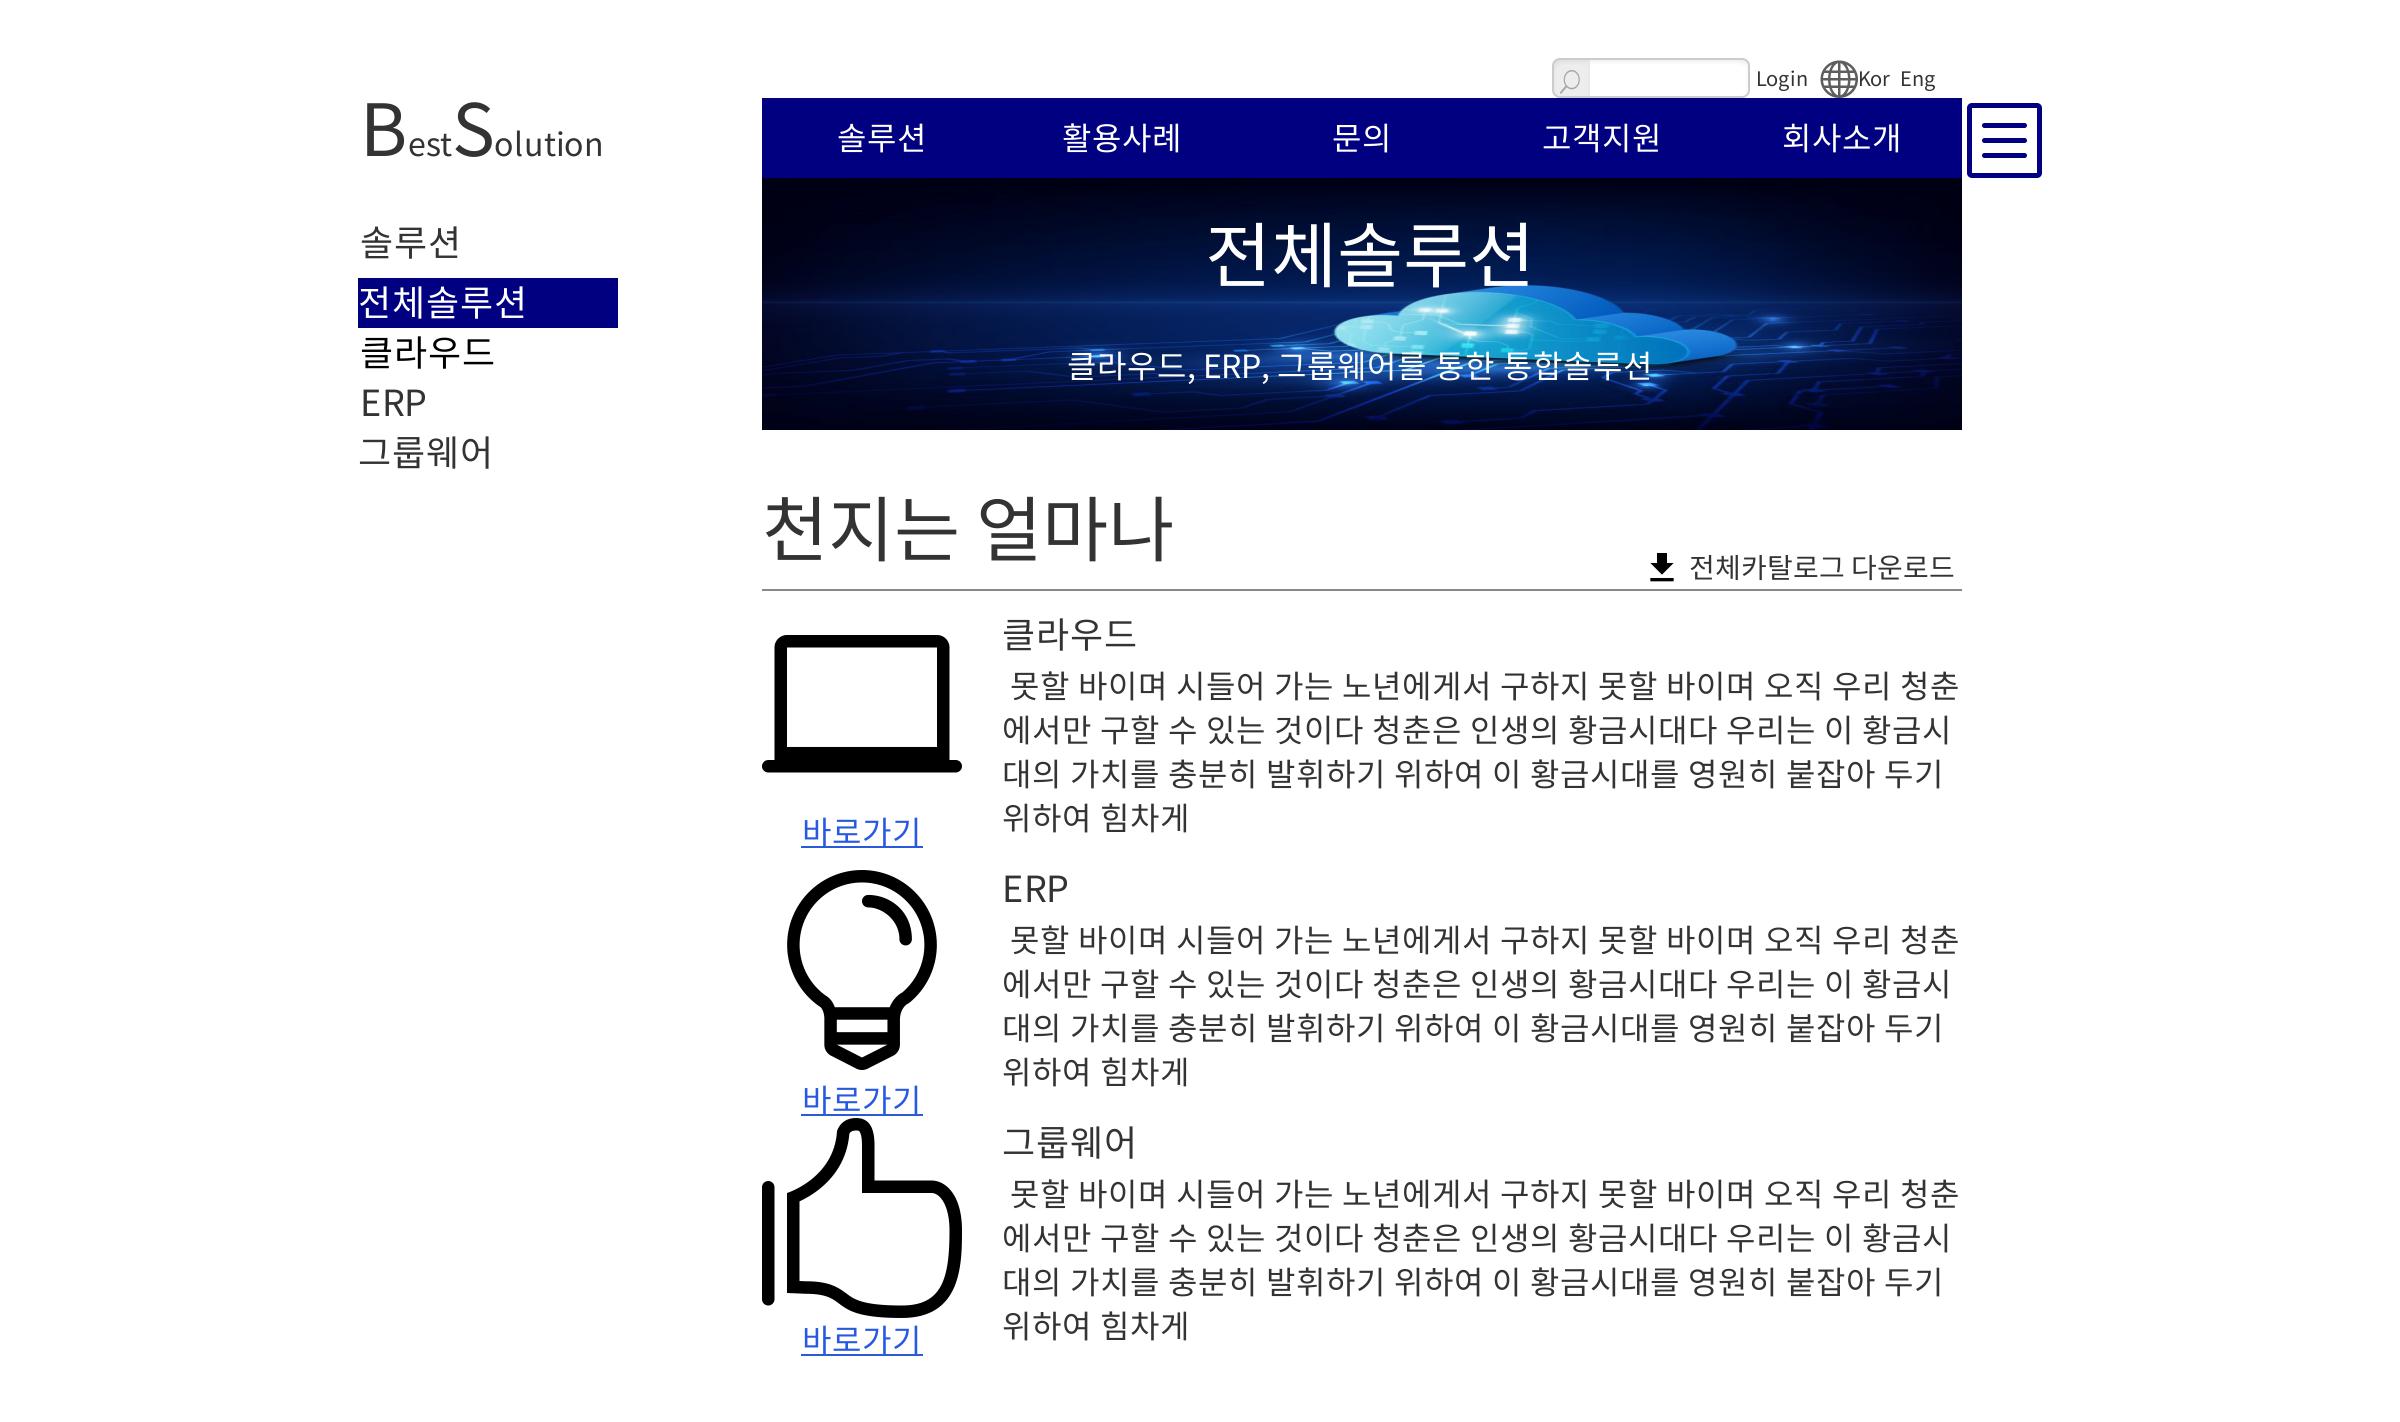 Login Kor Eng
BestSolution
솔루션 활용사례 문의 고객지원 회사소개
솔루션
전체솔루션
클라우드
ERP
그룹웨어
전체솔루션
클라우드, ERP, 그룹웨어를 통한 통합솔루션
천지는 얼마나
전체카탈로그 다운로드
클라우드
못할 바이며 시들어 가는 노년에게서 구하지 못할 바이며 오직 우리 청춘
에서만 구할 수 있는 것이다 청춘은 인생의 황금시대다 우리는 이 황금시
대의 가치를 충분히 발휘하기 위하여 이 황금시대를 영원히 붙잡아 두기
위하여 힘차게
바로가기
ERP
못할 바이며 시들어 가는 노년에게서 구하지 못할 바이며 오직 우리 청춘
에서만 구할 수 있는 것이다 청춘은 인생의 황금시대다 우리는 이 황금시
대의 가치를 충분히 발휘하기 위하여 이 황금시대를 영원히 붙잡아 두기
위하여 힘차게
바로가기
그룹웨어
못할 바이며 시들어 가는 노년에게서 구하지 못할 바이며 오직 우리 청춘
에서만 구할 수 있는 것이다 청춘은 인생의 황금시대다 우리는 이 황금시
대의 가치를 충분히 발휘하기 위하여 이 황금시대를 영원히 붙잡아 두기
위하여 힘차게
바로가기